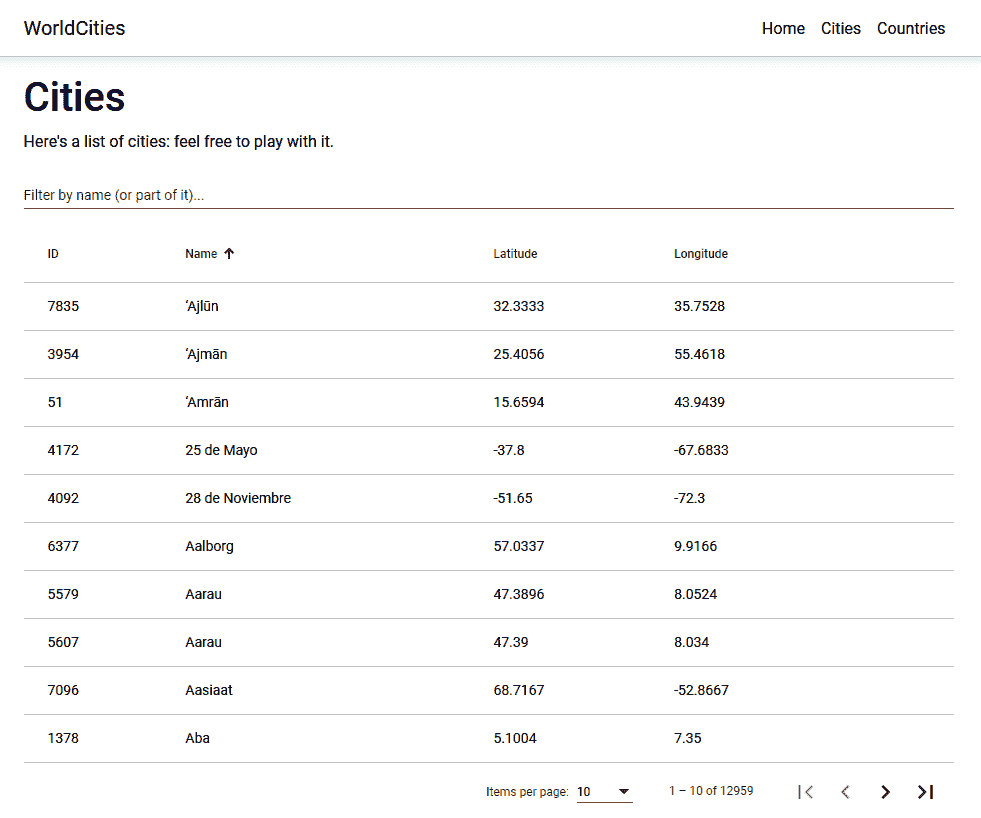 WorldCities Home Cities Countries
Cities
Here's a list of cities: feel free to play with it.
Filter by name (or part of it)...
ID Name Latitude Longitude
7835 ‘Ajlūn 32.3333 35.7528
3954 ‘Ajmān 25.4056 55.4618
51 ‘Amrān 15.6594 43.9439
4172 25 de Mayo -37.8 -67.6833
4092 28 de Noviembre -51.65 -72.3
6377 Aalborg 57.0337 9.9166
5579 Aarau 47.3896 8.0524
5607 Aarau 47.39 8.034
7096 Aasiaat 68.7167 -52.8667
1378 Aba 5.1004 7.35
Items per page: 10 1 – 10 of 12959